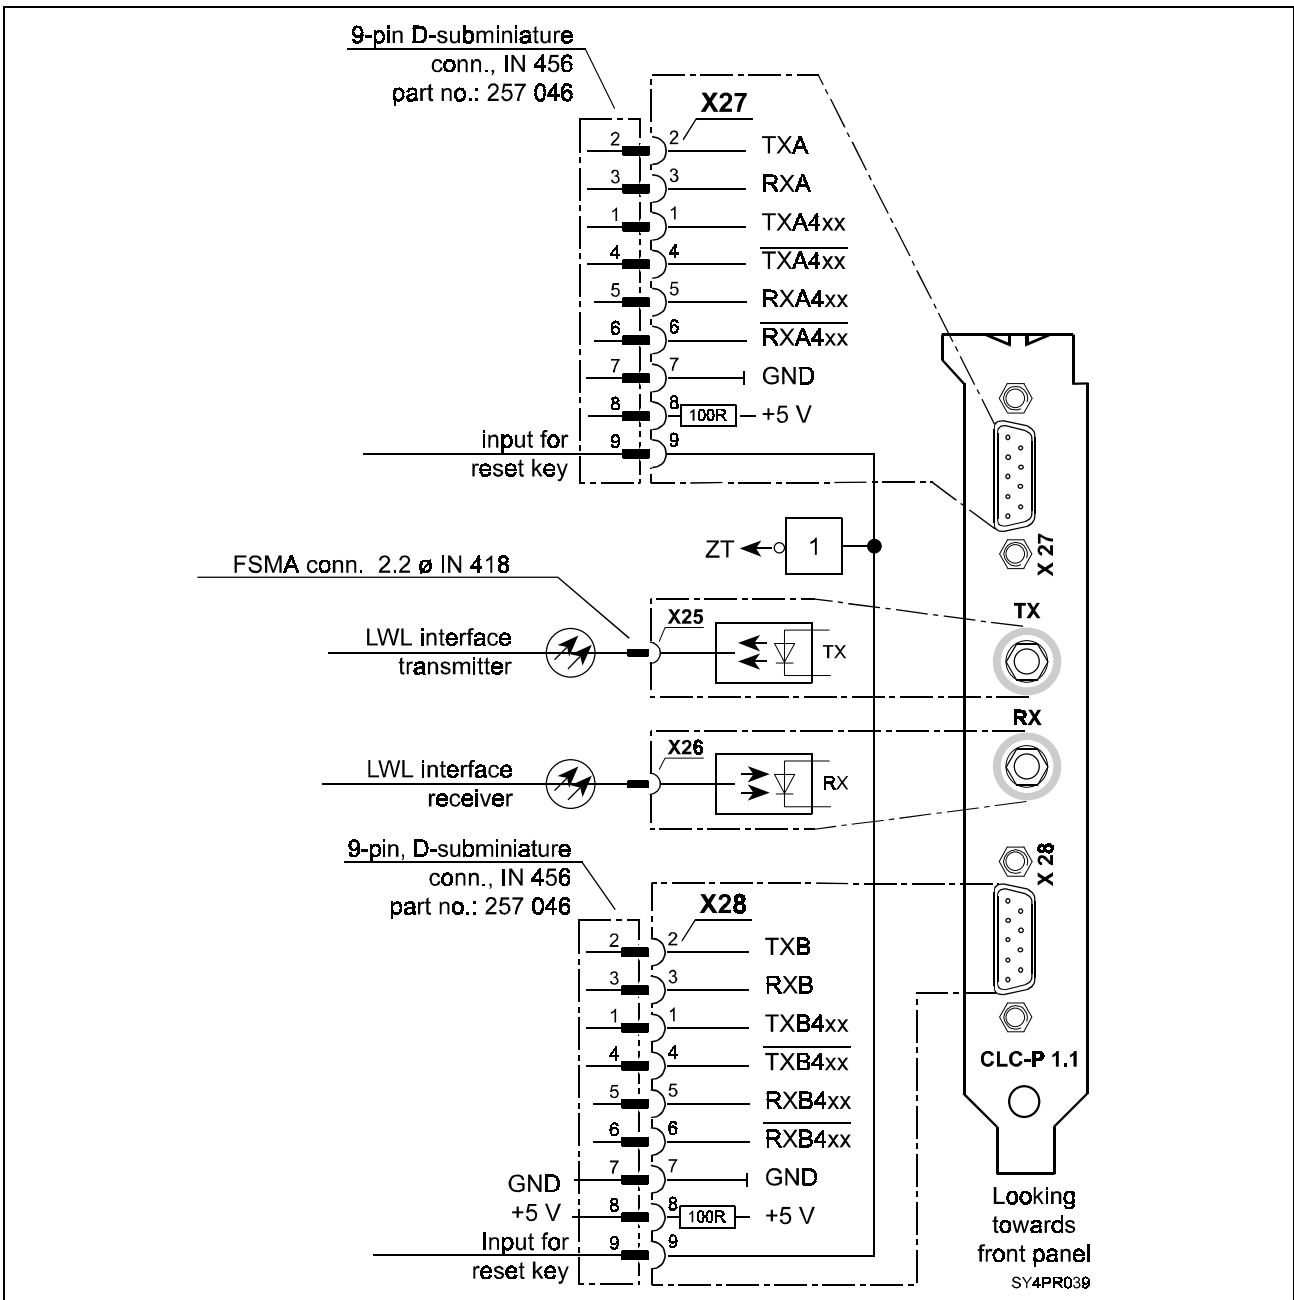 9-pin D-subminiature
conn., IN 456
part no.: 257 046
X27
2 2 TXA
3 3 RXA
1 1 TXA4xx
4 4 TXA4xx
5 5 RXA4xx
6 6 RXA4xx
7 7 GND
8 8 100R +5 V
input for
reset key
9 9
ZT 1
X 27
FSMA conn. 2.2 ø IN 418
X25
TX
LWL interface
transmitter
TX
RX
X26
LWL interface
receiver
RX
9-pin, D-subminiature
conn., IN 456
part no.: 257 046
X 28
X28
2 2 TXB
3 3 RXB
1 1 TXB4xx
4 4 TXB4xx
5 5 RXB4xx
6 6 RXB4xx
GND 7 7 GND
+5 V 8 8 100R +5 V
Input for
reset key
9 9
CLC-P 1.1
Looking
towards
front panel
SY4PR039